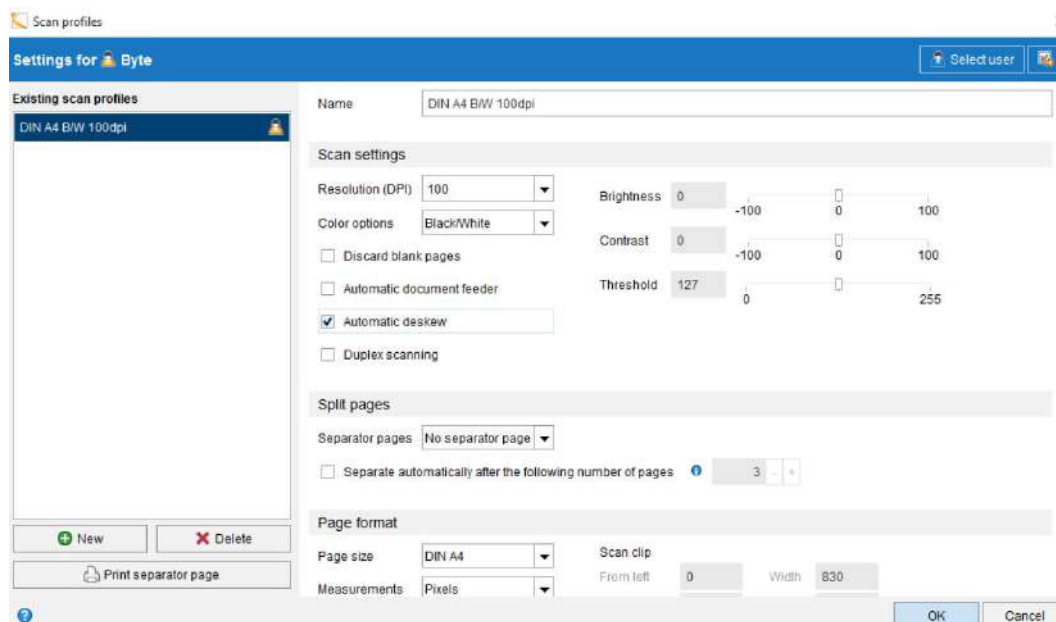 Scan profiles
Settings for Byte
Select user
Existing scan profiles
DIN A4 B/W 100dpi
Name DIN A4 B/W 100dpi
Scan settings
Resolution (DPI) 100
Color options Black/White
Discard blank pages
Automatic document feeder
Automatic deskew
Duplex scanning
Brightness 0
-100 0 100
Contrast 0
-100 0 100
Threshold 127
0 255
Split pages
Separator pages No separator page
Separate automatically after the following number of pages 3 - +
Page format
Page size DIN A4
Measurements Pixels
Scan clip
From left 0 Width 830
New Delete
Print separator page
OK Cancel